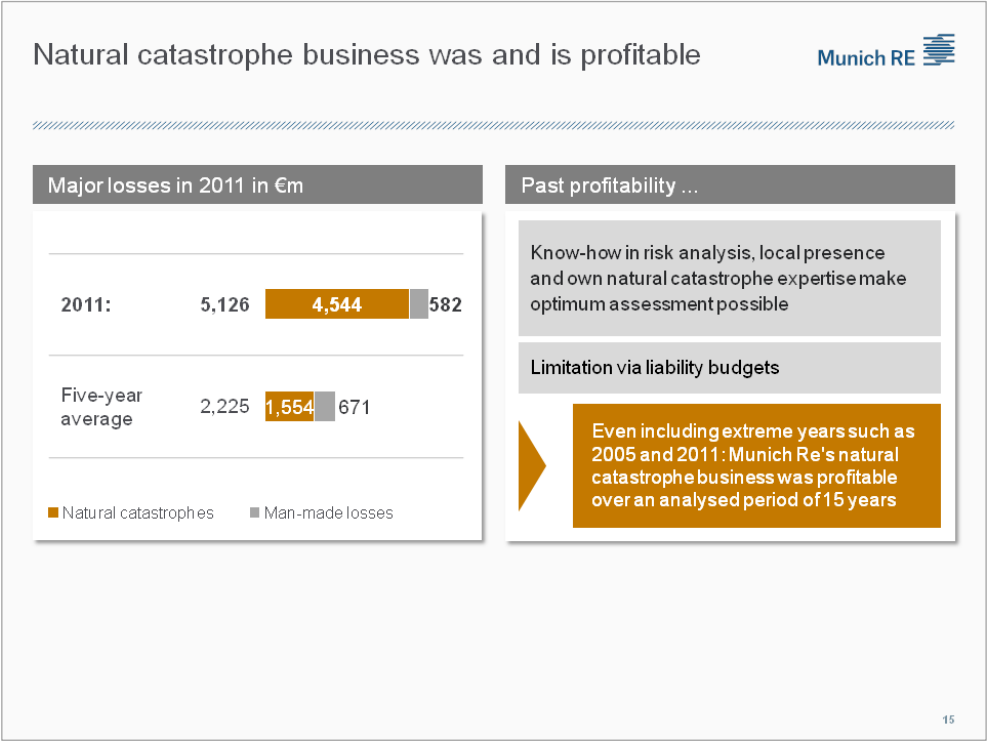 Natural catastrophe business was and is profitable
Munich RE
Major losses in 2011 in €m
2011: 5,126 4,544 582
Five-year
average 2,225 1,554 671
Natural catastrophes Man-made losses
Past profitability ...
Know-how in risk analysis, local presence
and own natural catastrophe expertise make
optimum assessment possible
Limitation via liability budgets
Even including extreme years such as
2005 and 2011: Munich Re's natural
catastrophe business was profitable
over an analysed period of 15 years
15